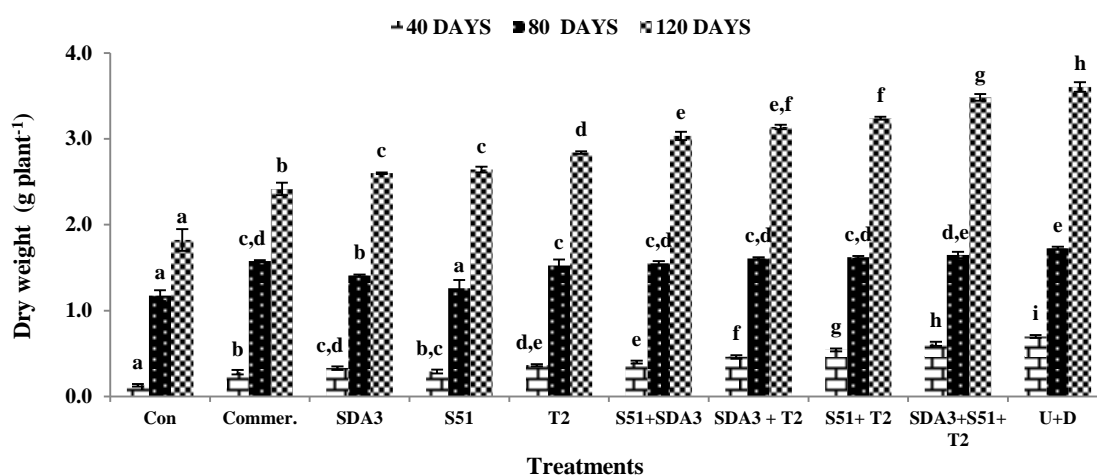 40 DAYS 80 DAYS 120 DAYS
4.0
3.0
2.0
1.0
0.0
Dry weight (g plant-1)
a a a
b c,d b
c,d b c
b,c a c
d,e c d
e c,d e
f c,d e,f
g c,d f
h d,e g
i e h
Con Commer. SDA3 S51 T2 S51+SDA3 SDA3 + T2 S51+ T2 SDA3+S51+ U+D
T2
Treatments